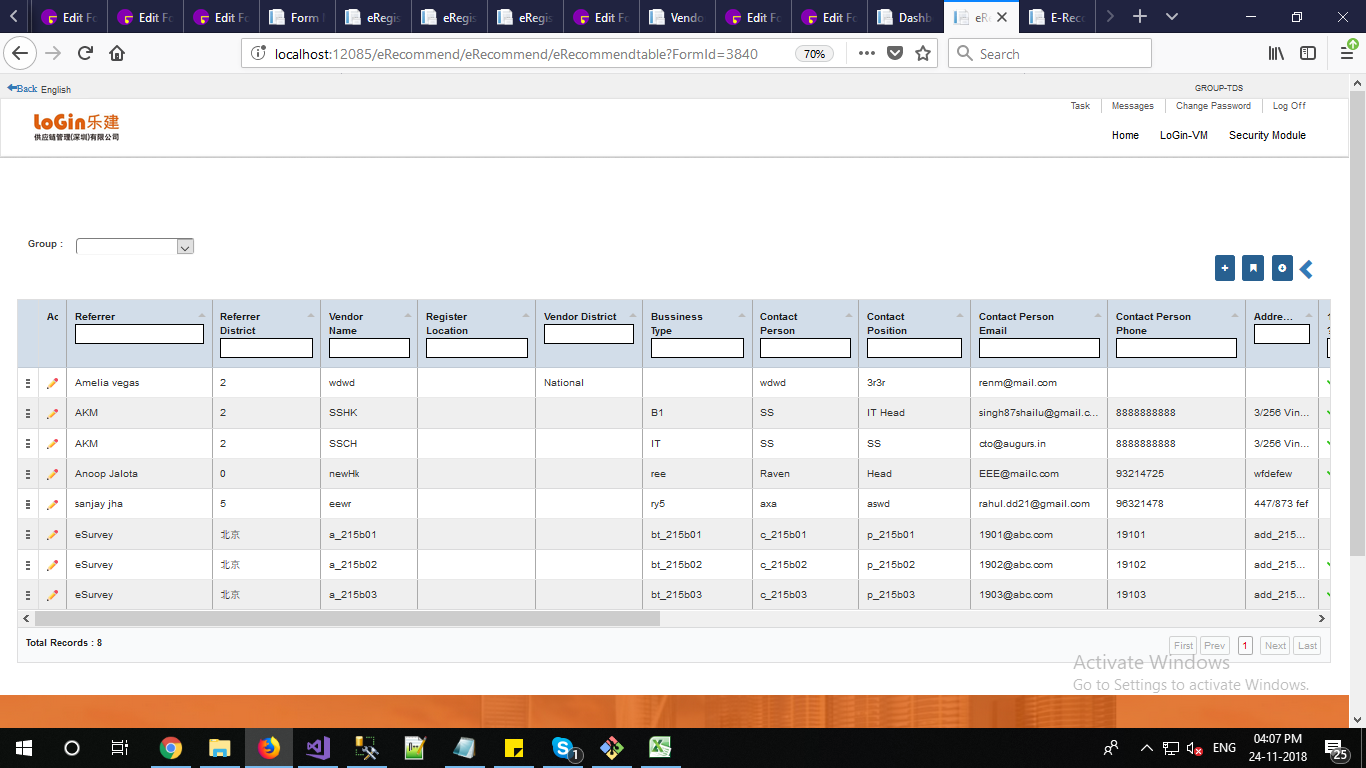 Edit Fo Edit Fo Edit Fo Form eRegis eRegis eRegis Edit Fo Vendo Edit Fo Edit Fo Dashb eRe E-Reco
localhost:12085/eRecommend/eRecommend/eRecommendtable?FormId=3840 70% Search
Back English GROUP-TDS
Task Messages Change Password Log Off
LoGin乐建
供应链管理(深圳)有限公司
Home LoGin-VM Security Module
Group :
Ac Referrer Referrer District Vendor Name Register Location Vendor District Bussiness Type Contact Person Contact Position Contact Person Email Contact Person Phone Addre...
Amelia vegas 2 wdwd National wdwd 3r3r renm@mail.com
AKM 2 SSHK B1 SS IT Head singh87shailu@gmail.c... 8888888888 3/256 Vin...
AKM 2 SSCH IT SS SS cto@augurs.in 8888888888 3/256 Vin...
Anoop Jalota 0 newHk ree Raven Head EEE@mailc.com 93214725 wfdefew
sanjay jha 5 eewr ry5 axa aswd rahul.dd21@gmail.com 96321478 447/873 fef
eSurvey 北京 a_215b01 bt_215b01 c_215b01 p_215b01 1901@abc.com 19101 add_215...
eSurvey 北京 a_215b02 bt_215b02 c_215b02 p_215b02 1902@abc.com 19102 add_215...
eSurvey 北京 a_215b03 bt_215b03 c_215b03 p_215b03 1903@abc.com 19103 add_215...
Total Records : 8 First Prev 1 Next Last
Activate Windows
Go to Settings to activate Windows.
1 ENG 04:07 PM
24-11-2018 25